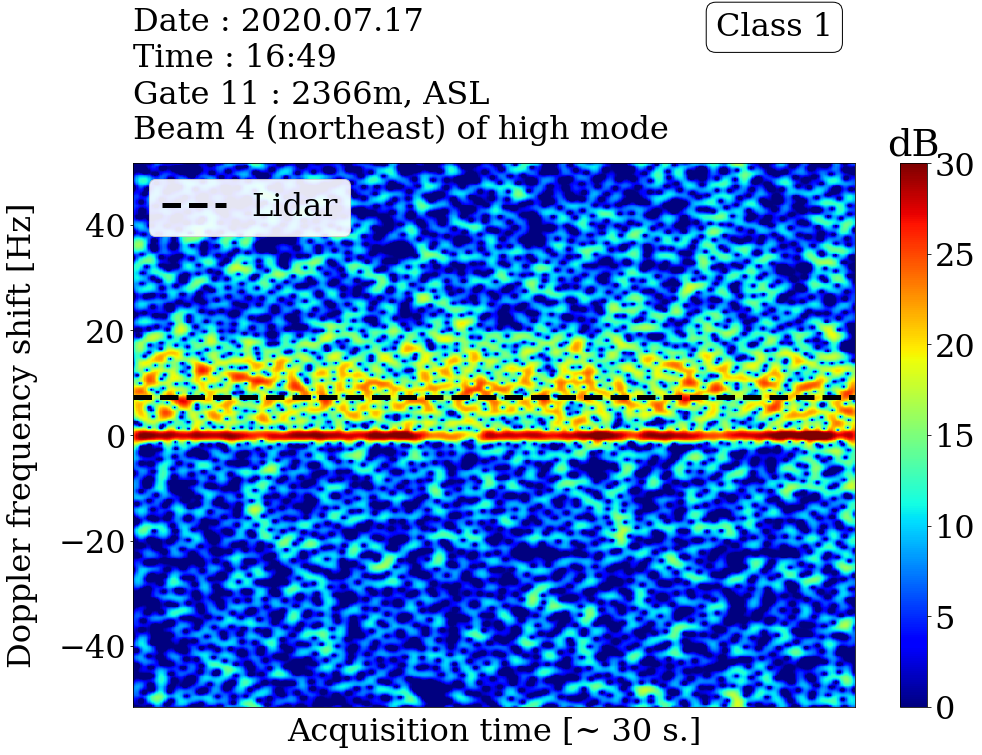 Date : 2020.07.17
Time : 16:49
Gate 11 : 2366m, ASL
Beam 4 (northeast) of high mode
Class 1
dB
Lidar
Doppler frequency shift [Hz]
40
20
0
−20
−40
30
25
20
15
10
5
0
Acquisition time [~ 30 s.]